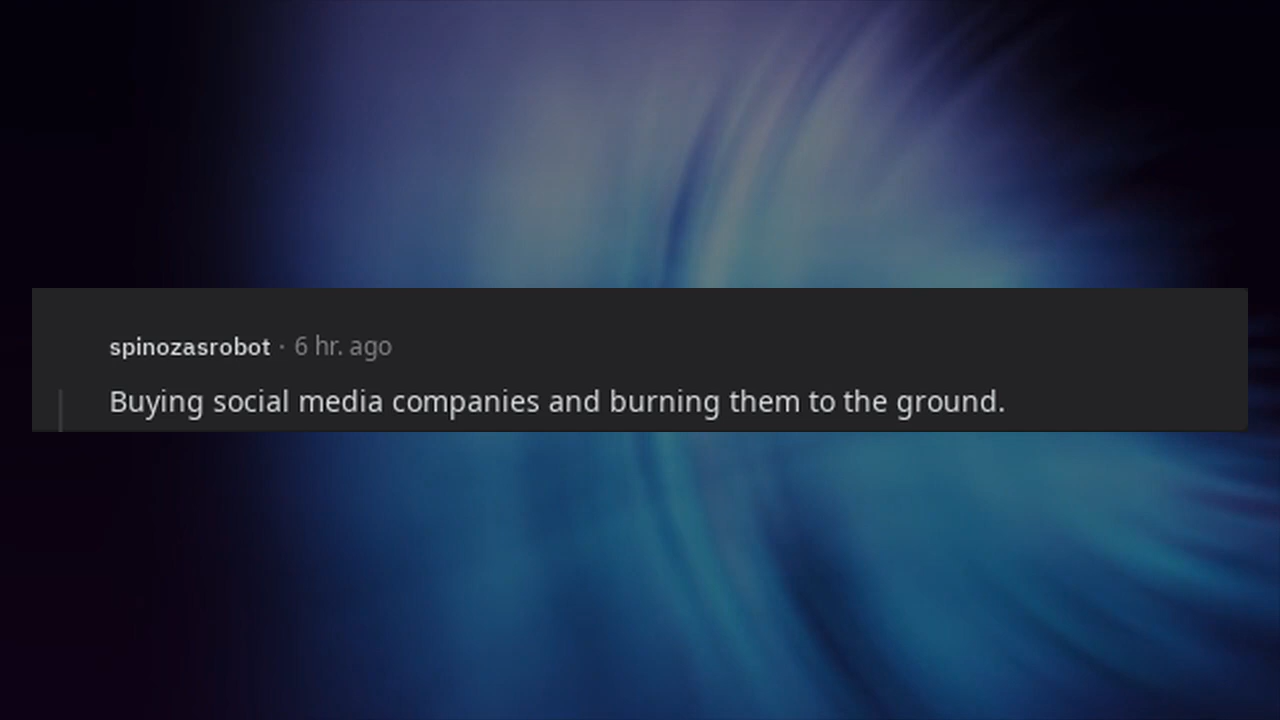 spinozasrobot · 6 hr. ago
Buying social media companies and burning them to the ground.